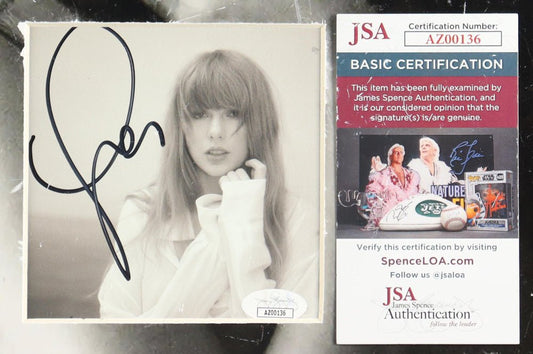 JSA
Certification Number:
AZ00136
BASIC CERTIFICATION
This item has been fully examined by
James Spence Authentication, and
it is our considered opinion that the
signature(s) is/are genuine.
NATURE
Verify this certification by visiting
SpenceLOA.com
Follow us @jsaloa
JSA
James Spence
Authentication™
follow the leader
AZ00136